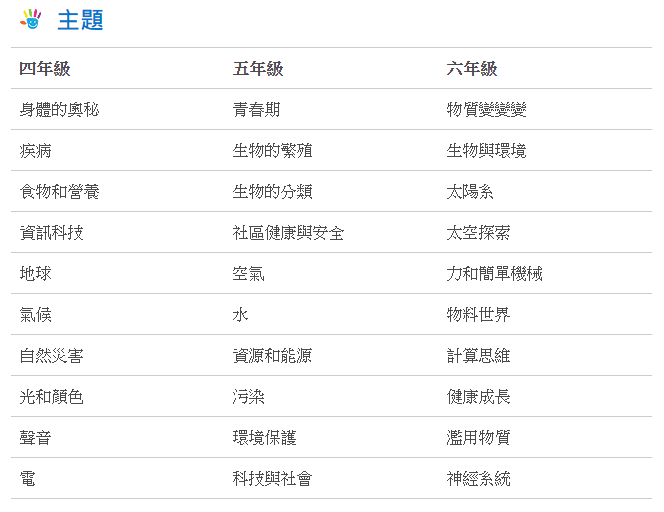 主題
四年級 五年級 六年級
身體的奧秘 青春期 物質變變變
疾病 生物的繁殖 生物與環境
食物和營養 生物的分類 太陽系
資訊科技 社區健康與安全 太空探索
地球 空氣 力和簡單機械
氣候 水 物料世界
自然災害 資源和能源 計算思維
光和顏色 污染 健康成長
聲音 環境保護 濫用物質
電 科技與社會 神經系統